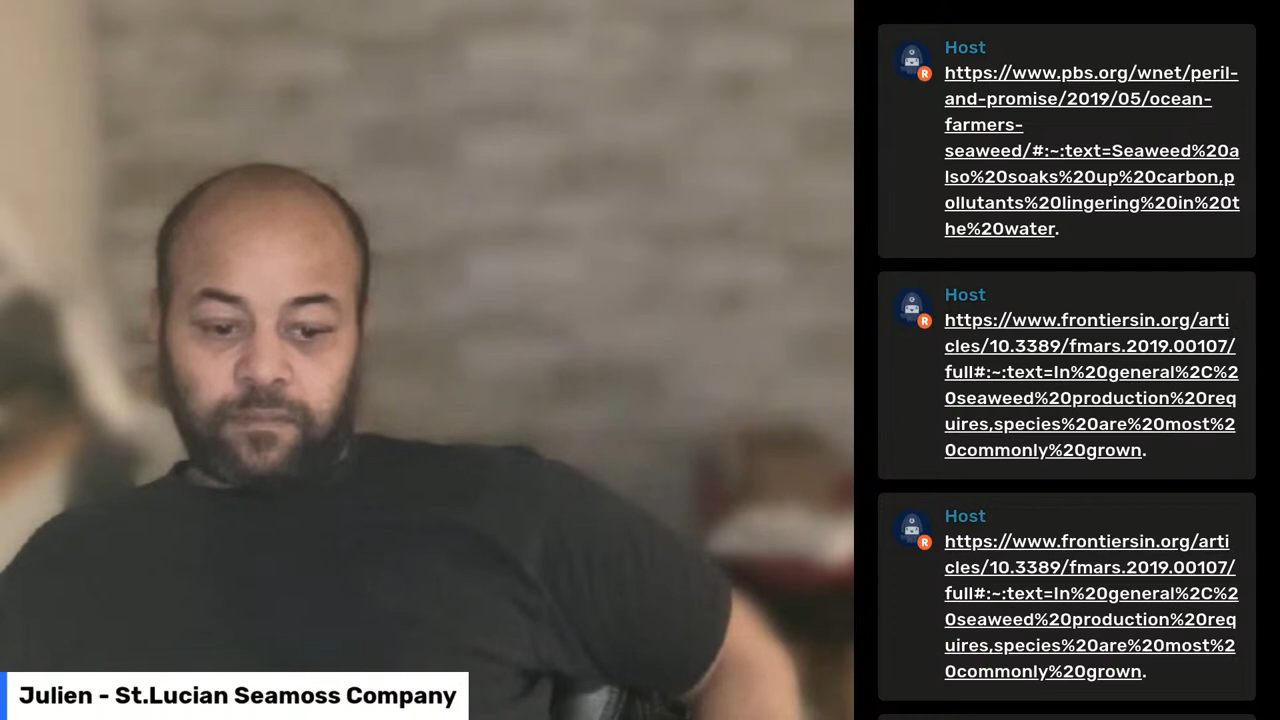 Host
https://www.pbs.org/wnet/peril-
and-promise/2019/05/ocean-
farmers-
seaweed/#:~:text=Seaweed%20a
lso%20soaks%20up%20carbon,p
ollutants%20lingering%20in%20t
he%20water.
Host
https://www.frontiersin.org/arti
cles/10.3389/fmars.2019.00107/
full#:~:text=In%20general%2C%2
0seaweed%20production%20req
uires,species%20are%20most%2
0commonly%20grown.
Host
https://www.frontiersin.org/arti
cles/10.3389/fmars.2019.00107/
full#:~:text=In%20general%2C%2
0seaweed%20production%20req
uires,species%20are%20most%2
0commonly%20grown.
Julien - St.Lucian Seamoss Company